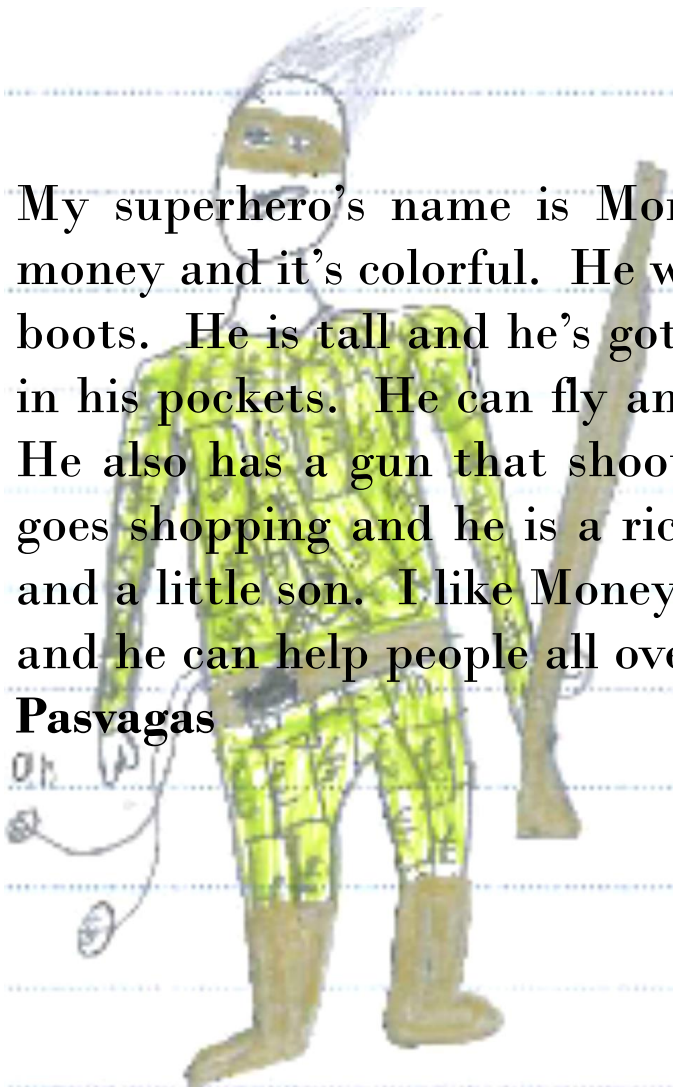 My superhero’s name is Mo
money and it’s colorful. He w
boots. He is tall and he’s got
in his pockets. He can fly an
He also has a gun that shoo
goes shopping and he is a ric
and a little son. I like Money
and he can help people all ov
Pasvagas